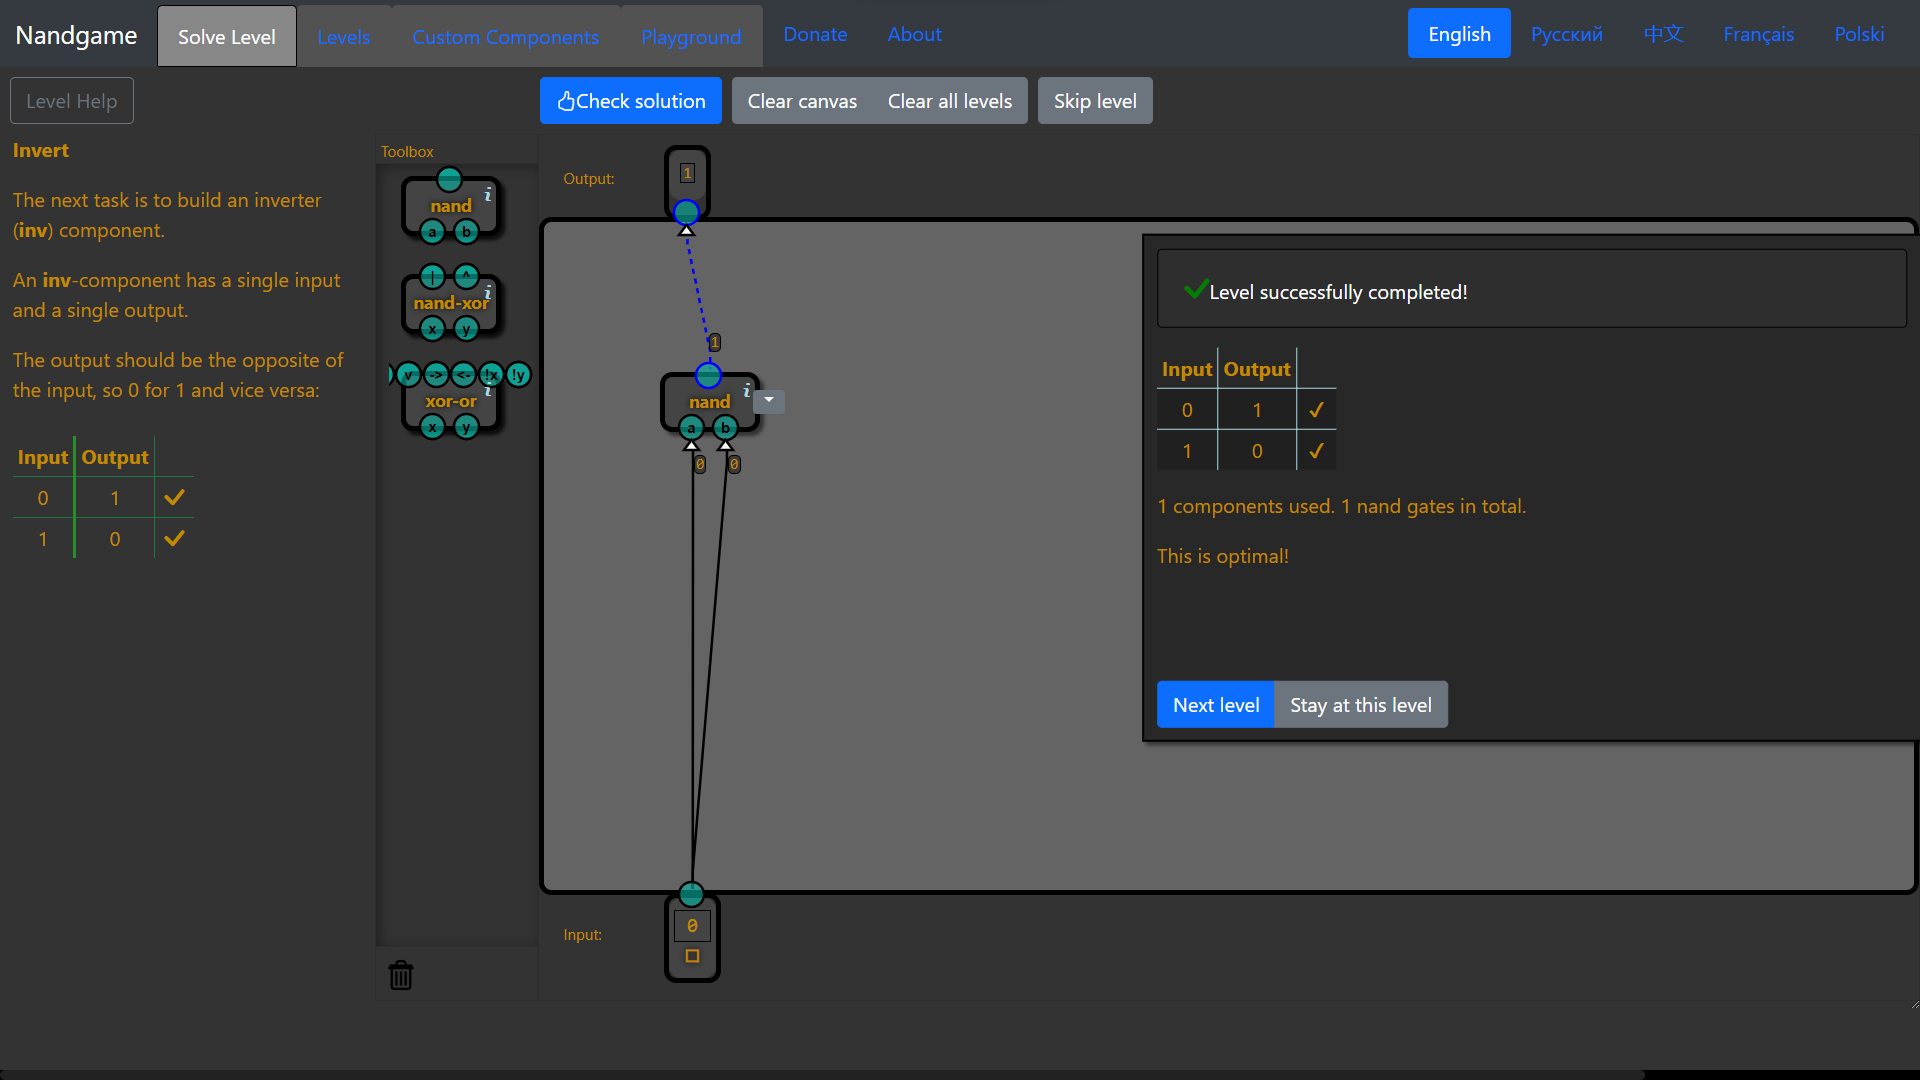 Nandgame
Solve Level
Levels
Custom Components
Playground
Donate
About
English
Русский
中文
Français
Polski
Level Help
Check solution
Clear canvas
Clear all levels
Skip level
Invert
The next task is to build an inverter
(inv) component.
An inv-component has a single input
and a single output.
The output should be the opposite of
the input, so 0 for 1 and vice versa:
Input Output
0 1 ✓
1 0 ✓
Toolbox
nand i
a b
| ^
nand-xor i
x y
v -> <- !x !y
xor-or i
x y
Output:
1
1
nand i
a b
0 0
Input:
0
Level successfully completed!
Input Output
0 1 ✓
1 0 ✓
1 components used. 1 nand gates in total.
This is optimal!
Next level
Stay at this level